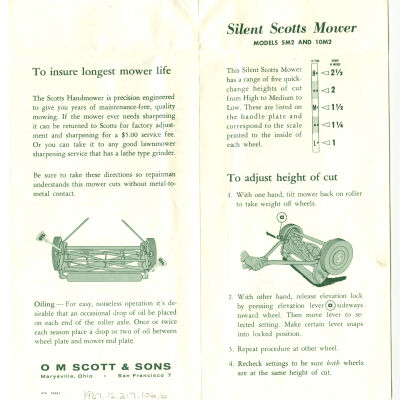 To insure longest mower life
The Scotts Handmower is precision engineered
to give you years of maintenance-free, quality
mowing. If the mower ever needs sharpening
it can be returned to Scotts for factory adjust-
ment and sharpening for a $5.00 service fee.
Or you can take it to any good lawnmower
sharpening service that has a lathe type grinder.
Be sure to take these directions so repairman
understands this mower cuts without metal-to-
metal contact.
Oiling — For easy, noiseless operation it's de-
sirable that an occasional drop of oil be placed
on each end of the roller axle. Once or twice
each season place a drop or two of oil between
wheel plate and mower end plate.
O M SCOTT & SONS
Marysville, Ohio • San Francisco 7
1987.12.217.106.6
Silent Scotts Mower
MODELS SM2 AND 10M2
This Silent Scotts Mower
has a range of five quick-
change heights of cut
from High to Medium to
Low. These are listed on
the handle plate and
correspond to the scale
printed to the inside of
each wheel.
H 2½
2
M 1½
1¼
L 1
To adjust height of cut
1. With one hand, tilt mower back on roller
to take weight off wheels.
2. With other hand, release elevation lock
by pressing elevation lever sideways
toward wheel. Then move lever to se-
lected setting. Make certain lever snaps
into locked position.
3. Repeat procedure at other wheel.
4. Recheck settings to be sure both wheels
are at the same height of cut.